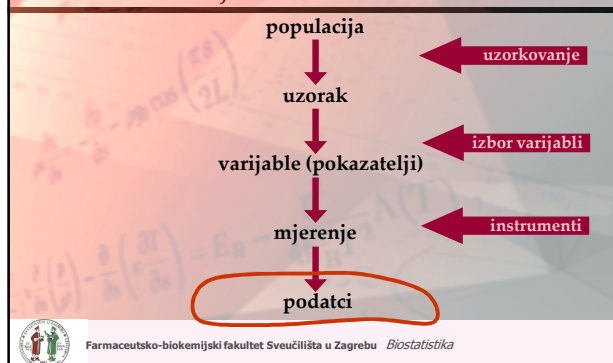 populacija
uzorkovanje
uzorak
izbor varijabli
varijable (pokazatelji)
instrumenti
mjerenje
podatci
Farmaceutsko-biokemijski fakultet Sveučilišta u Zagrebu Biostatistika